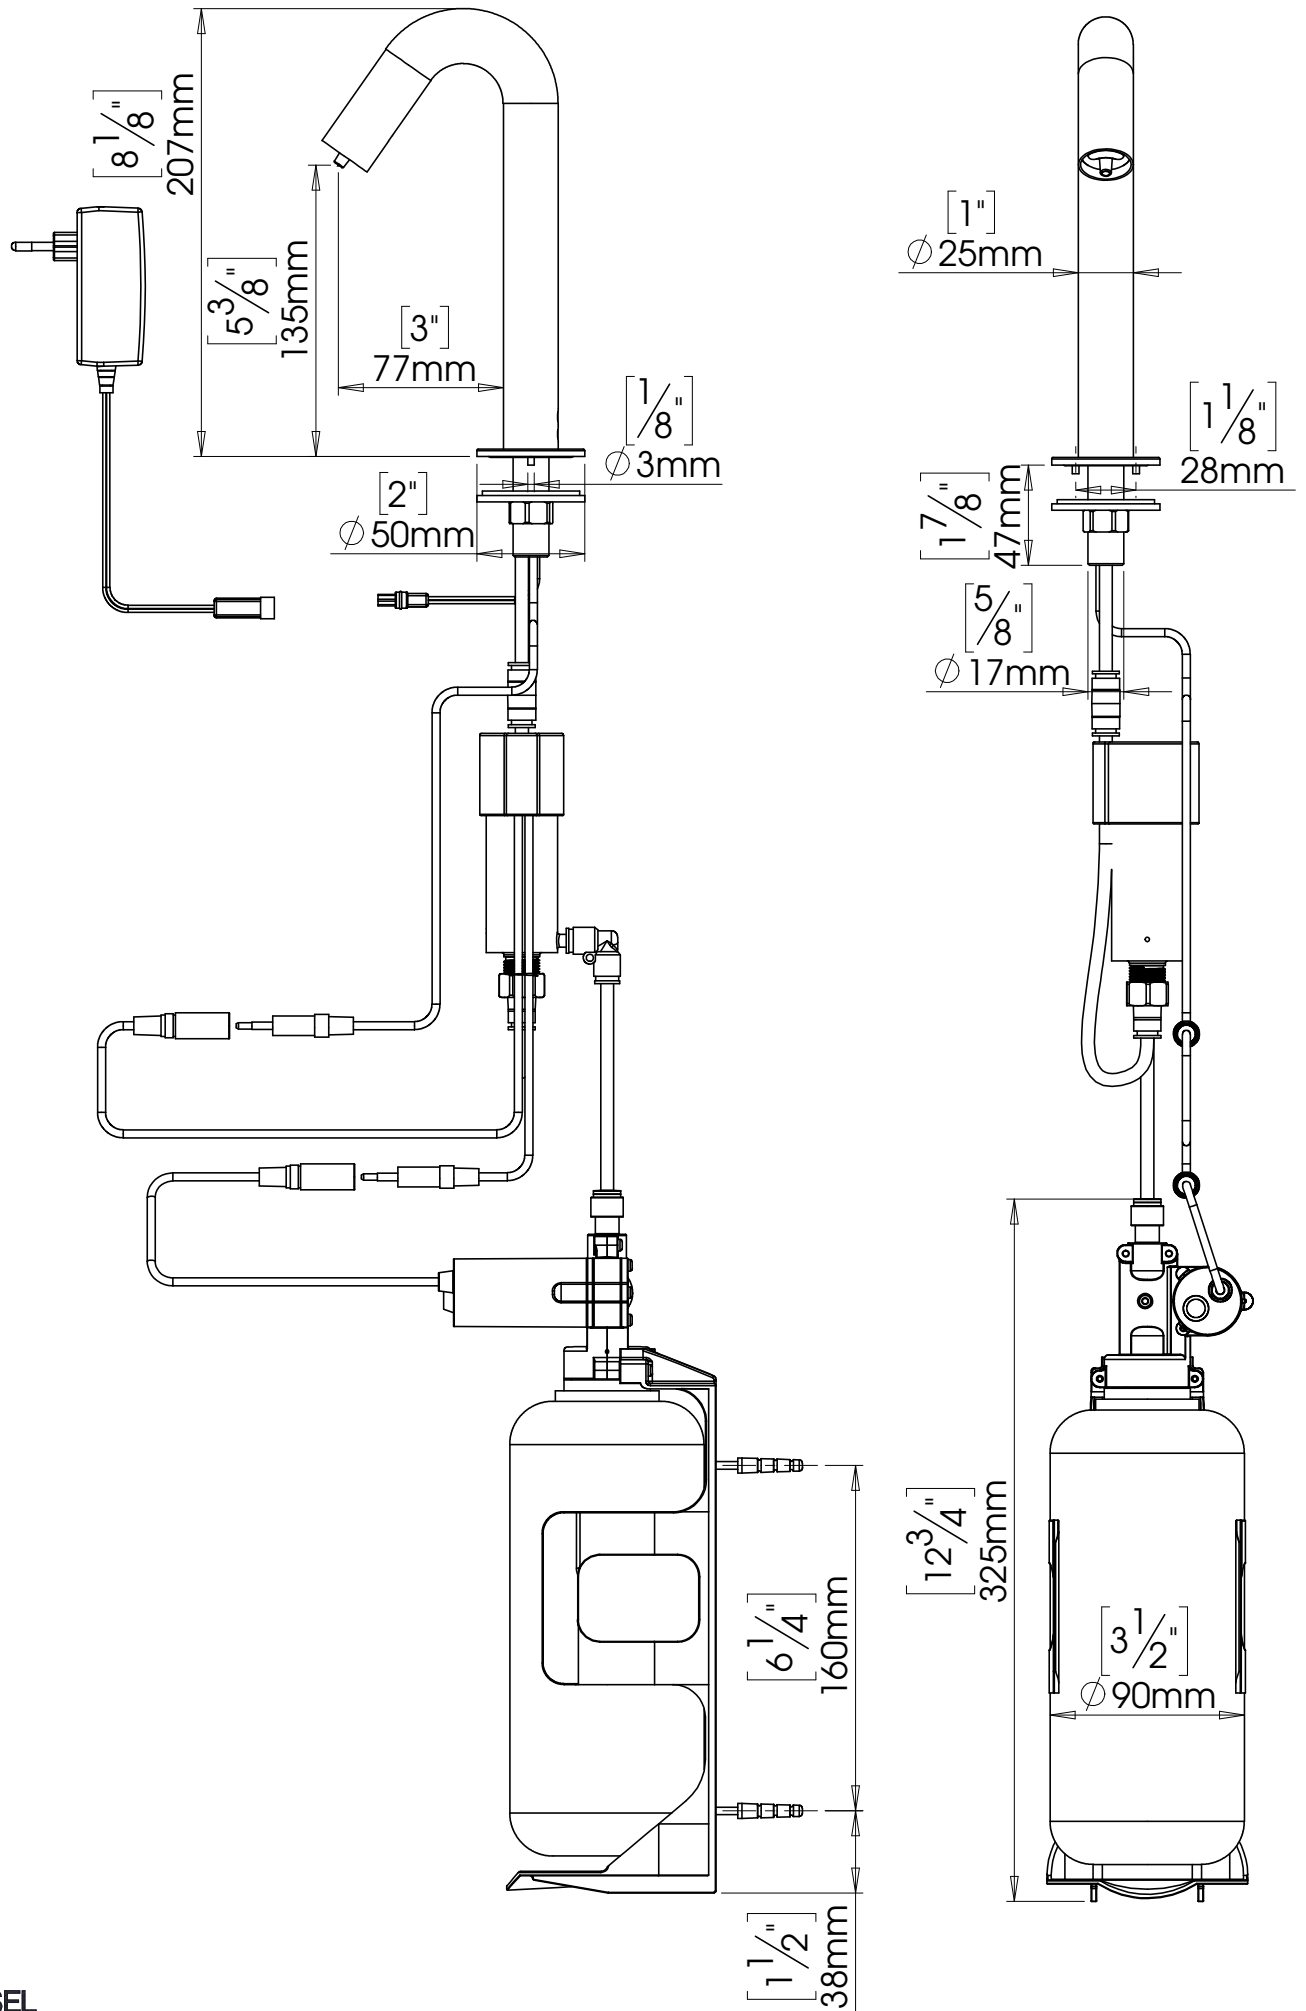 [8 1/8"]
207mm
[5 3/8"]
135mm
[3"]
77mm
[1/8"]
Ø 3mm
[2"]
Ø 50mm
[1"]
Ø 25mm
[1 1/8"]
28mm
[1 7/8"]
47mm
[5/8"]
Ø 17mm
[6 1/4"]
160mm
[1 1/2"]
38mm
[12 3/4"]
325mm
[3 1/2"]
Ø 90mm
SEL